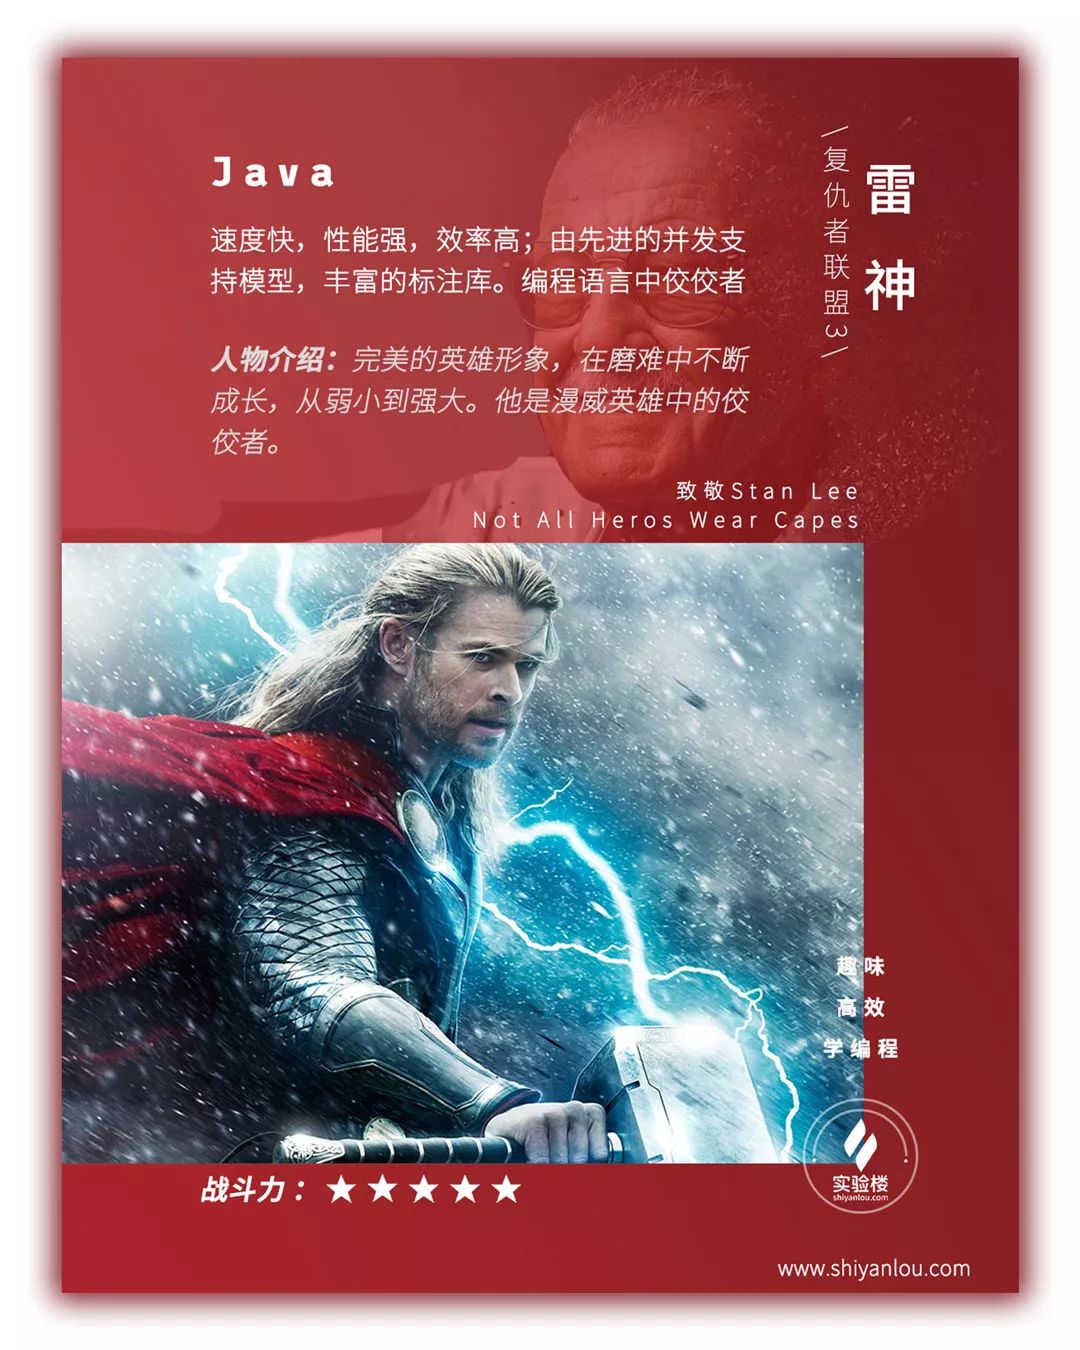 Java
速度快，性能强，效率高；由先进的并发支
持模型，丰富的标注库。编程语言中佼佼者
人物介绍：完美的英雄形象，在磨难中不断
成长，从弱小到强大。他是漫威英雄中的佼
佼者。
雷神
\复仇者联盟3\
致敬Stan Lee
Not All Heros Wear Capes
趣味
高效
学编程
实验楼
shiyanlou.com
战斗力：★★★★★
www.shiyanlou.com